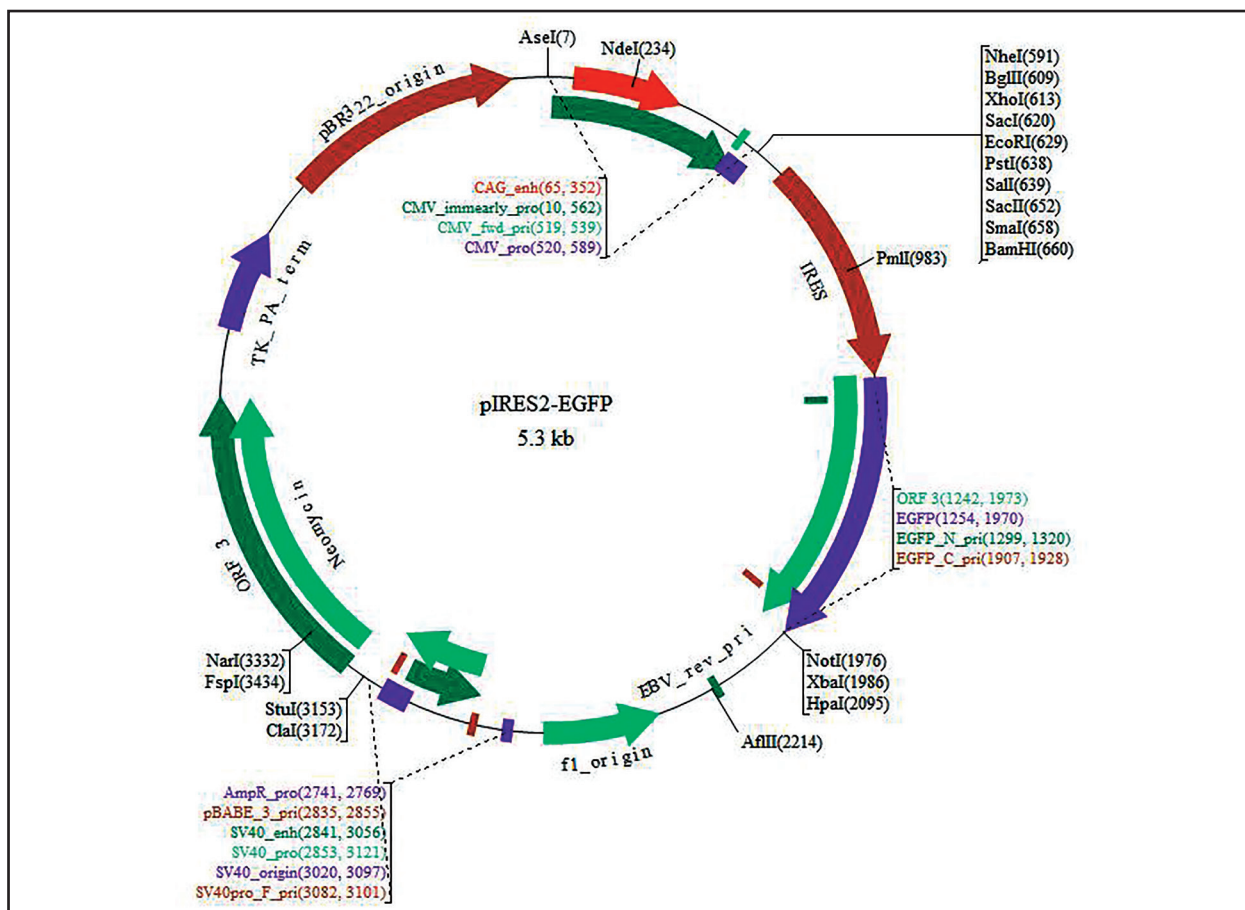 AseI(7)
NdeI(234)
NheI(591)
BglII(609)
XhoI(613)
SacI(620)
EcoRI(629)
PstI(638)
SalI(639)
SacII(652)
SmaI(658)
BamHI(660)
pBR322_origin
CAG_enh(65, 352)
CMV_immearly_pro(10, 562)
CMV_fwd_pri(519, 539)
CMV_pro(520, 589)
PmlI(983)
IRES
TK_PA_term
pIRES2-EGFP
5.3 kb
ORF 3(1242, 1973)
EGFP(1254, 1970)
EGFP_N_pri(1299, 1320)
EGFP_C_pri(1907, 1928)
Neomycin
ORF 3
NarI(3332)
FspI(3434)
StuI(3153)
ClaI(3172)
EBV_rev_pri
NotI(1976)
XbaI(1986)
HpaI(2095)
AflII(2214)
f1_origin
AmpR_pro(2741, 2769)
pBABE_3_pri(2835, 2855)
SV40_enh(2841, 3056)
SV40_pro(2853, 3121)
SV40_origin(3020, 3097)
SV40pro_F_pri(3082, 3101)